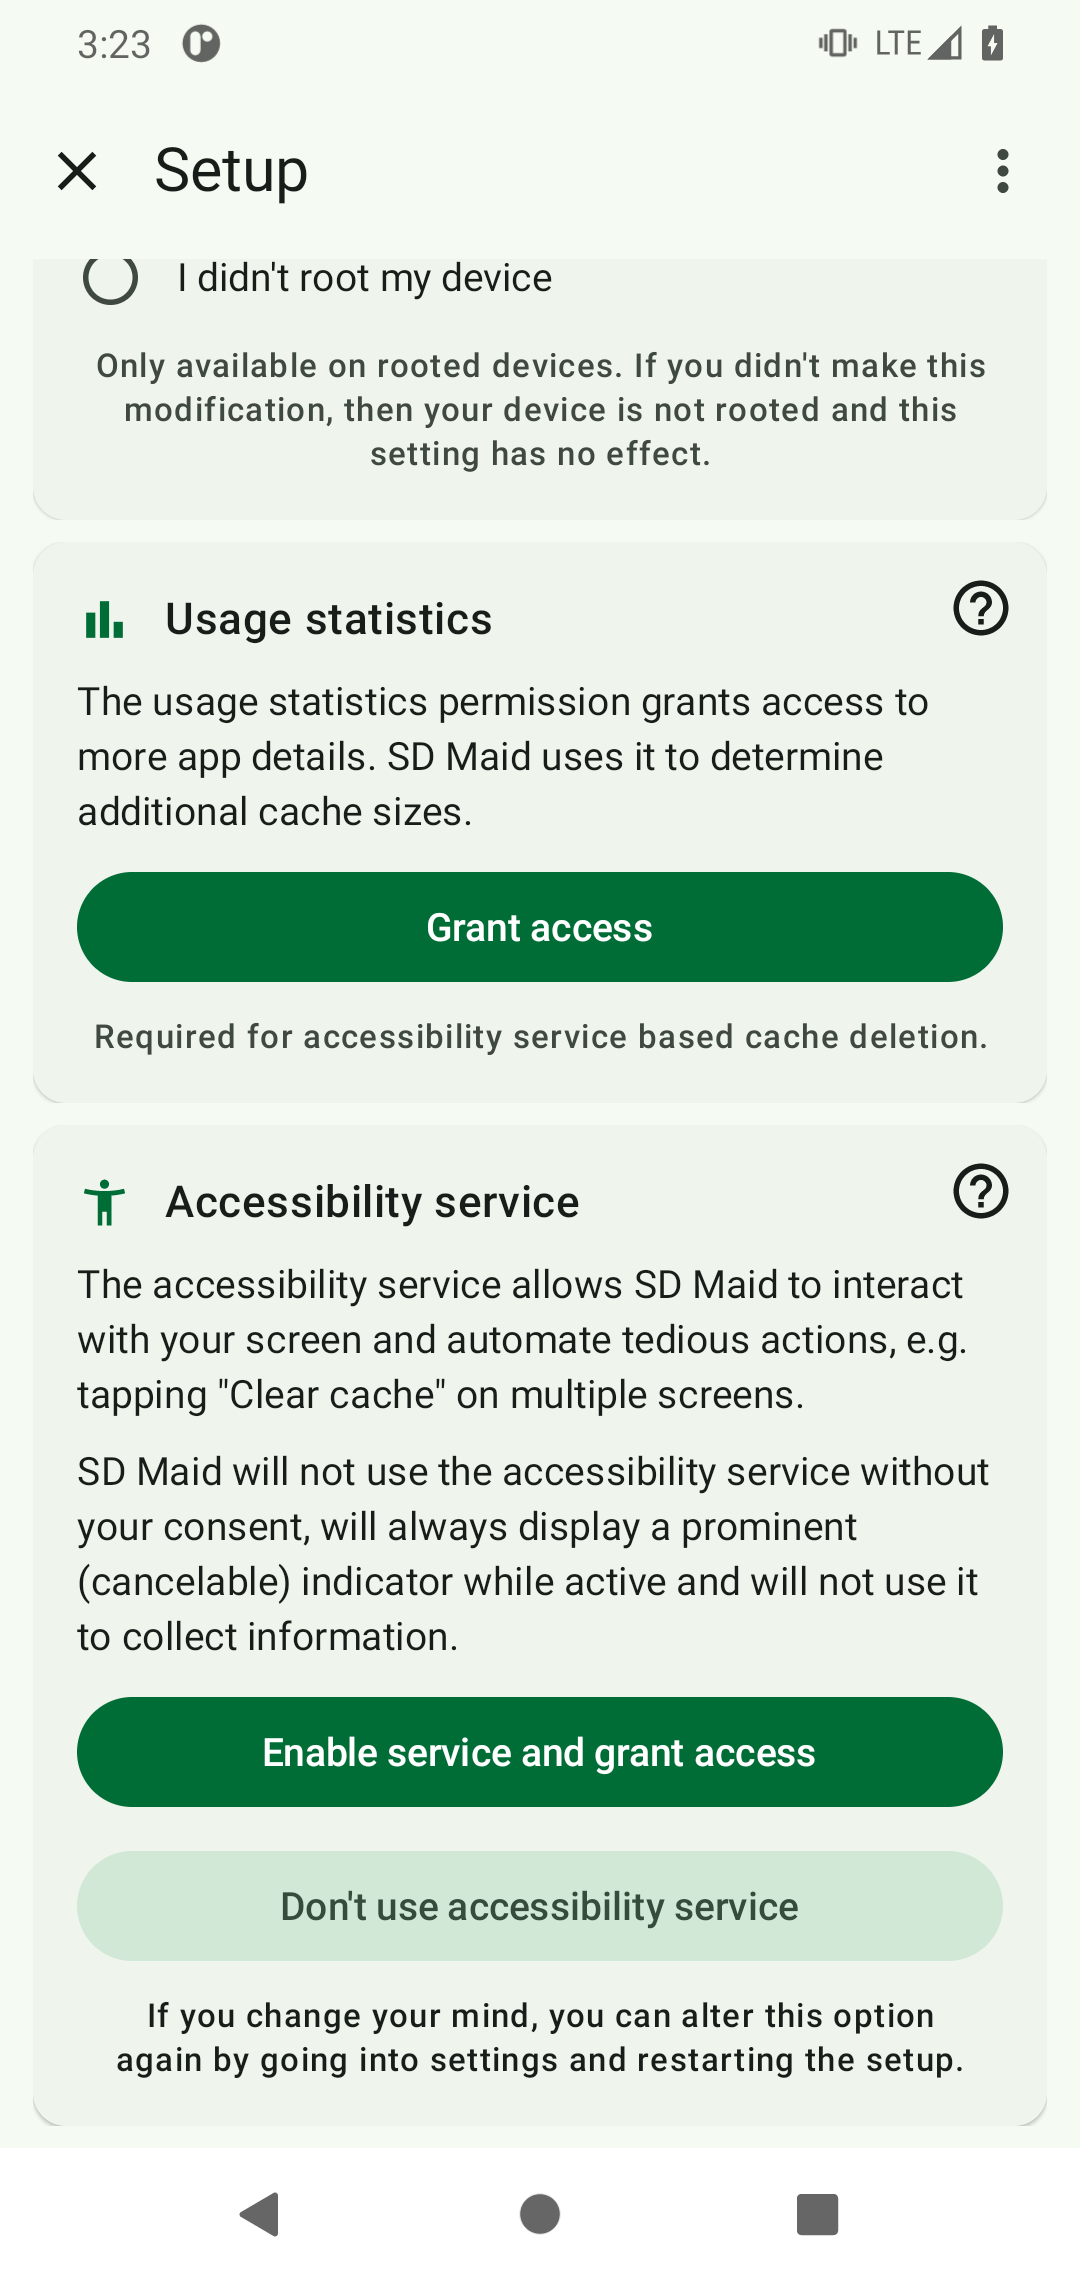 3:23
LTE
Setup
I didn't root my device
Only available on rooted devices. If you didn't make this
modification, then your device is not rooted and this
setting has no effect.
Usage statistics
The usage statistics permission grants access to
more app details. SD Maid uses it to determine
additional cache sizes.
Grant access
Required for accessibility service based cache deletion.
Accessibility service
The accessibility service allows SD Maid to interact
with your screen and automate tedious actions, e.g.
tapping "Clear cache" on multiple screens.
SD Maid will not use the accessibility service without
your consent, will always display a prominent
(cancelable) indicator while active and will not use it
to collect information.
Enable service and grant access
Don't use accessibility service
If you change your mind, you can alter this option
again by going into settings and restarting the setup.